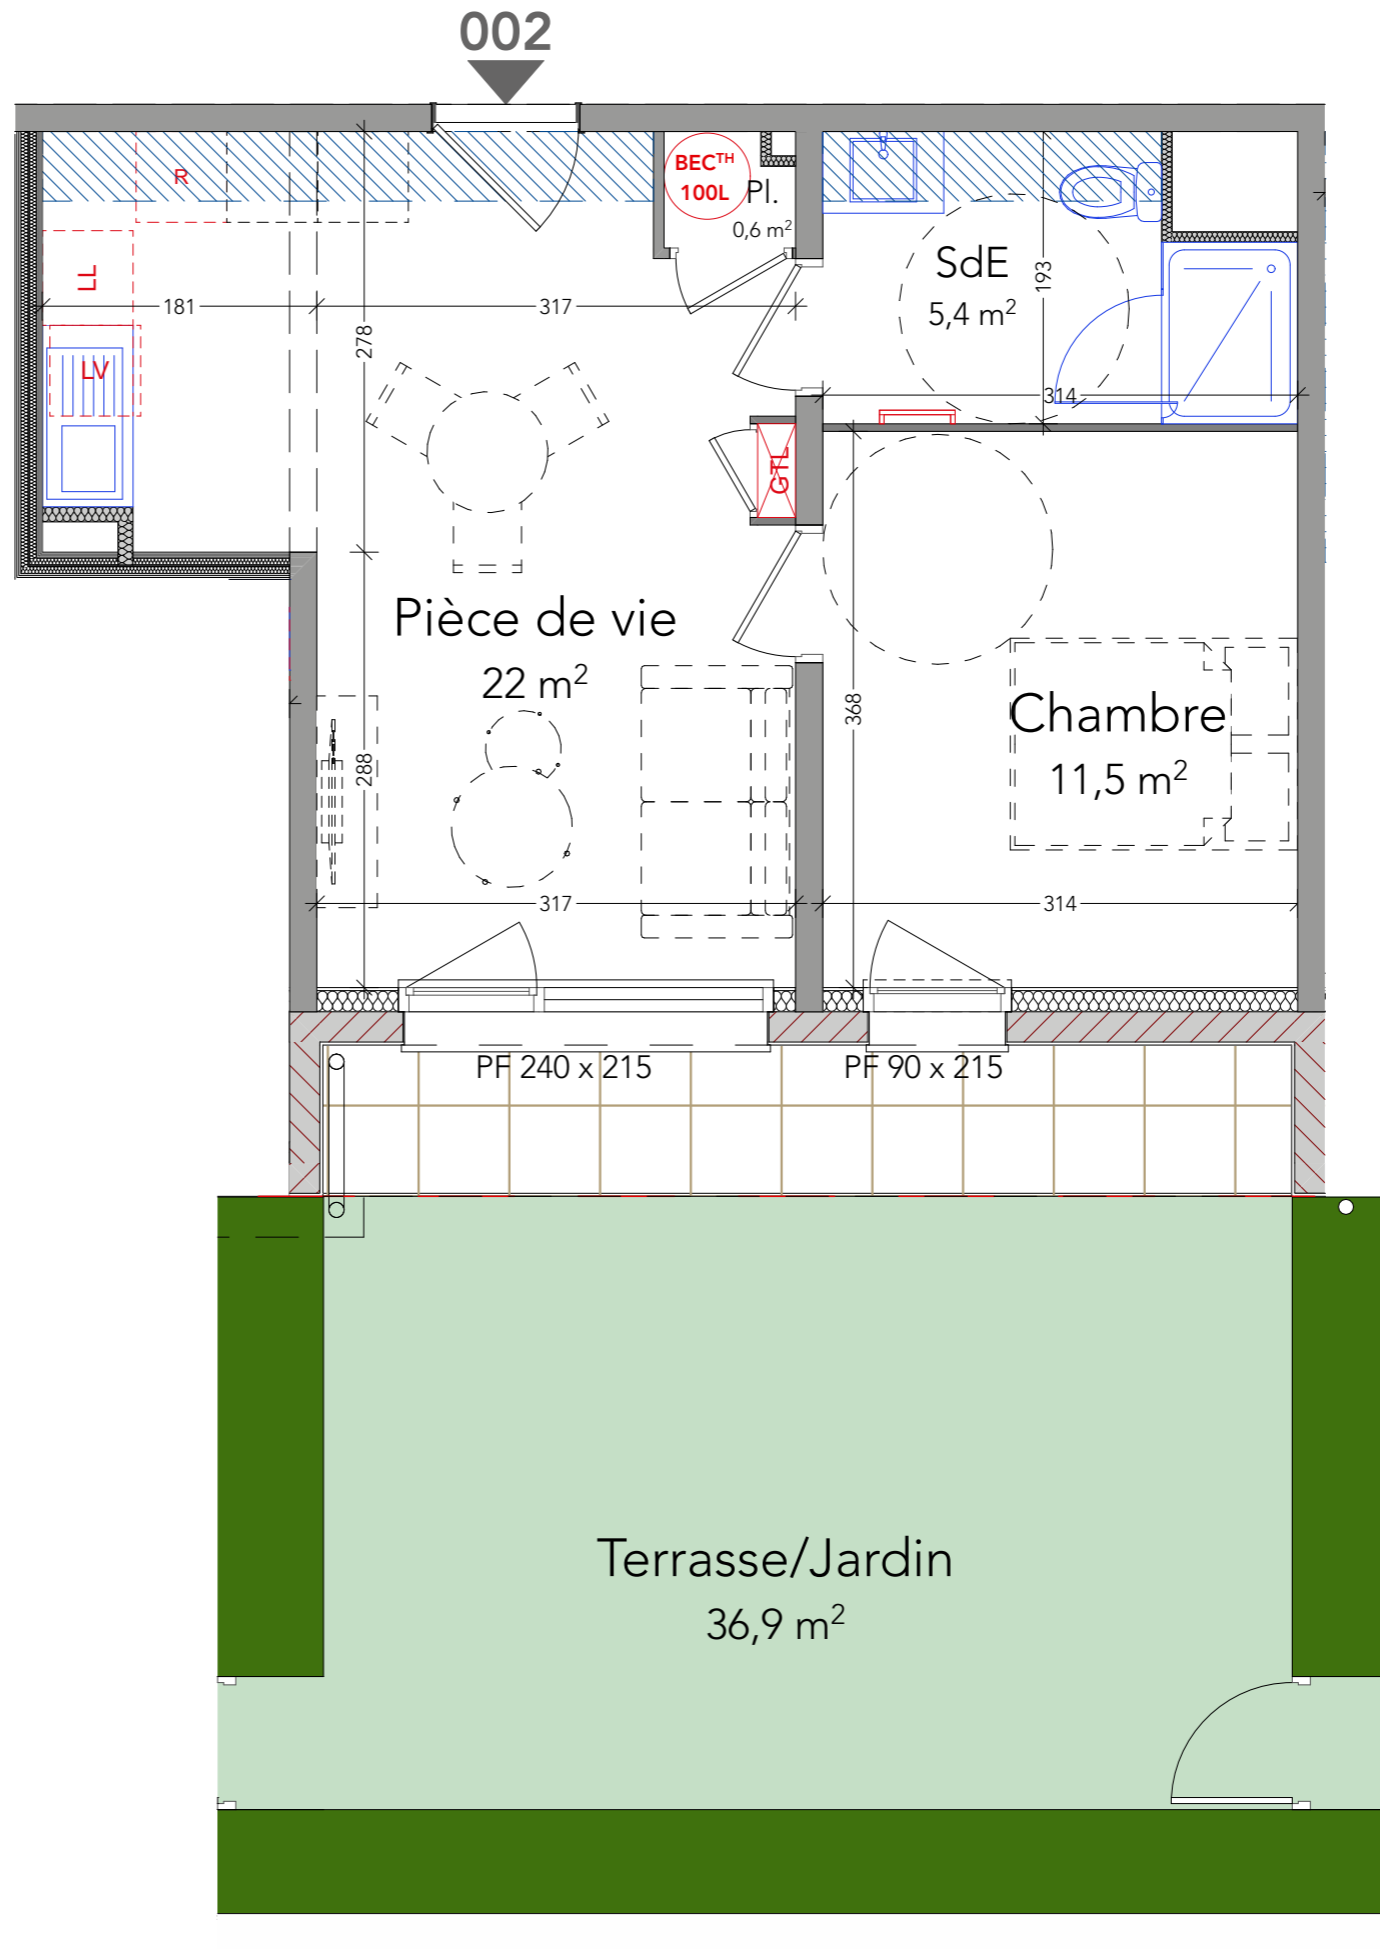 002
R
BECTH
100L
Pl.
0,6 m²
SdE
5,4 m²
193
LL
181
317
278
LV
314
GTL
Pièce de vie
22 m²
Chambre
11,5 m²
368
288
317
314
PF 240 x 215
PF 90 x 215
Terrasse/Jardin
36,9 m²